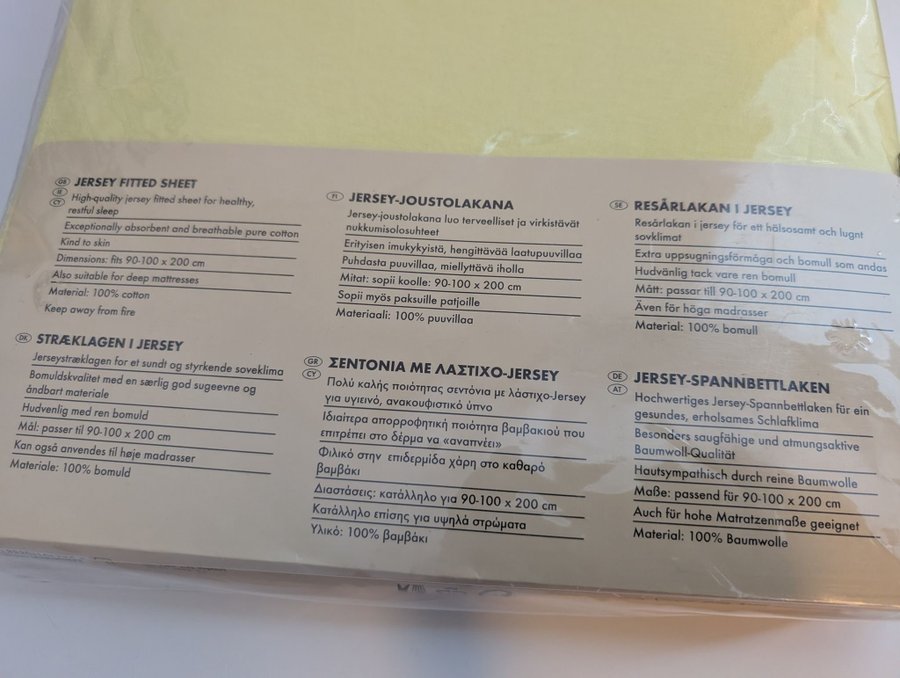 GB
IE
CY
JERSEY FITTED SHEET
High-quality jersey fitted sheet for healthy,
restful sleep
Exceptionally absorbent and breathable pure cotton
Kind to skin
Dimensions: fits 90-100 x 200 cm
Also suitable for deep mattresses
Material: 100% cotton
Keep away from fire
FI
JERSEY-JOUSTOLAKANA
Jersey-joustolakana luo terveelliset ja virkistävät
nukkumisolosuhteet
Erityisen imukykyistä, hengittävää laatupuuvillaa
Puhdasta puuvillaa, miellyttävä iholla
Mitat: sopii koolle: 90-100 x 200 cm
Sopii myös paksuille patjoille
Materiaali: 100% puuvillaa
SE
RESÅRLAKAN I JERSEY
Resårlakan i jersey för ett hälsosamt och lugnt
sovklimat
Extra uppsugningsförmåga och bomull som andas
Hudvänlig tack vare ren bomull
Mått: passar till 90-100 x 200 cm
Även för höga madrasser
Material: 100% bomull
DK
STRÆKLAGEN I JERSEY
Jerseystræklagen for et sundt og styrkende soveklima
Bomuldskvalitet med en særlig god sugeevne og
åndbart materiale
Hudvenlig med ren bomuld
Mål: passer til 90-100 x 200 cm
Kan også anvendes til høje madrasser
Materiale: 100% bomuld
GR
CY
ΣΕΝΤΟΝΙΑ ΜΕ ΛΑΣΤΙΧΟ-JERSEY
Πολύ καλής ποιότητας σεντόνια με λάστιχο-Jersey
για υγιεινό, ανακουφιστικό ύπνο
Ιδιαίτερα απορροφητική ποιότητα βαμβακιού που
επιτρέπει στο δέρμα να «αναπνέει»
Φιλικό στην επιδερμίδα χάρη στο καθαρό
βαμβάκι
Διαστάσεις: κατάλληλο για 90-100 x 200 cm
Κατάλληλο επίσης για υψηλά στρώματα
Υλικό: 100% βαμβάκι
DE
AT
JERSEY-SPANNBETTLAKEN
Hochwertiges Jersey-Spannbettlaken für ein
gesundes, erholsames Schlafklima
Besonders saugfähige und atmungsaktive
Baumwoll-Qualität
Hautsympathisch durch reine Baumwolle
Maße: passend für 90-100 x 200 cm
Auch für hohe Matratzenmaße geeignet
Material: 100% Baumwolle